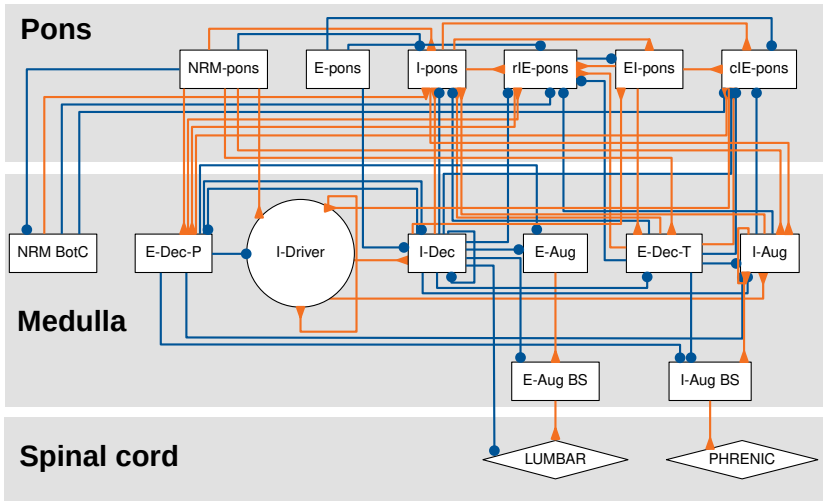 Pons
NRM-pons
E-pons
I-pons
rIE-pons
EI-pons
cIE-pons
NRM BotC
E-Dec-P
I-Driver
I-Dec
E-Aug
E-Dec-T
I-Aug
Medulla
E-Aug BS
I-Aug BS
Spinal cord
LUMBAR
PHRENIC